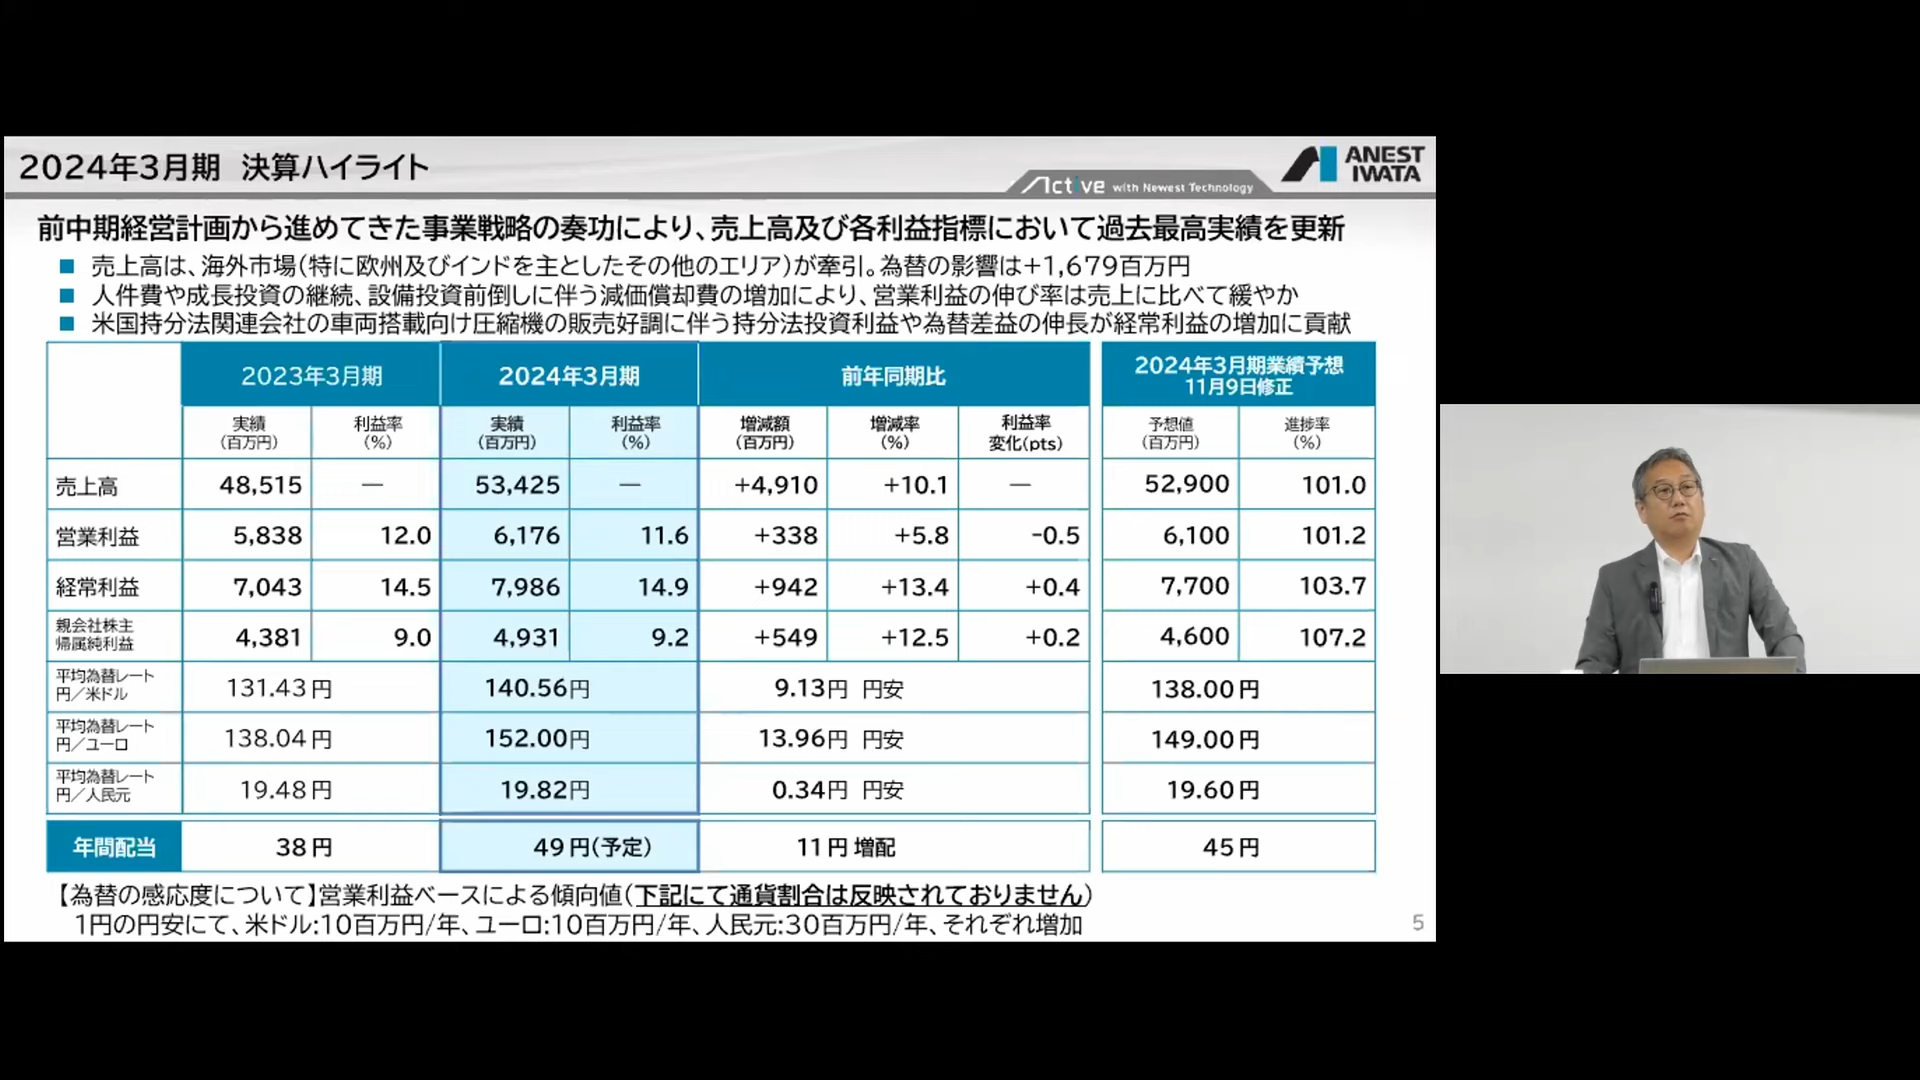 2024年3月期 決算ハイライト
Active with Newest Technology
ANEST
IWATA
前中期経営計画から進めてきた事業戦略の奏功により、売上高及び各利益指標において過去最高実績を更新
■ 売上高は、海外市場(特に欧州及びインドを主としたその他のエリア)が牽引。為替の影響は+1,679百万円
■ 人件費や成長投資の継続、設備投資前倒しに伴う減価償却費の増加により、営業利益の伸び率は売上に比べて緩やか
■ 米国持分法関連会社の車両搭載向け圧縮機の販売好調に伴う持分法投資利益や為替差益の伸長が経常利益の増加に貢献
2023年3月期 2024年3月期 前年同期比 2024年3月期業績予想
11月9日修正
実績 利益率 実績 利益率 増減額 増減率 利益率 予想値 進捗率
(百万円) (%) (百万円) (%) (百万円) (%) 変化(pts) (百万円) (%)
売上高 48,515 — 53,425 — +4,910 +10.1 — 52,900 101.0
営業利益 5,838 12.0 6,176 11.6 +338 +5.8 -0.5 6,100 101.2
経常利益 7,043 14.5 7,986 14.9 +942 +13.4 +0.4 7,700 103.7
親会社株主
帰属純利益 4,381 9.0 4,931 9.2 +549 +12.5 +0.2 4,600 107.2
平均為替レート
円/米ドル 131.43円 140.56円 9.13円 円安 138.00円
平均為替レート
円/ユーロ 138.04円 152.00円 13.96円 円安 149.00円
平均為替レート
円/人民元 19.48円 19.82円 0.34円 円安 19.60円
年間配当 38円 49円(予定) 11円 増配 45円
【為替の感応度について】営業利益ベースによる傾向値(下記にて通貨割合は反映されておりません)
1円の円安にて、米ドル:10百万円/年、ユーロ:10百万円/年、人民元:30百万円/年、それぞれ増加
5